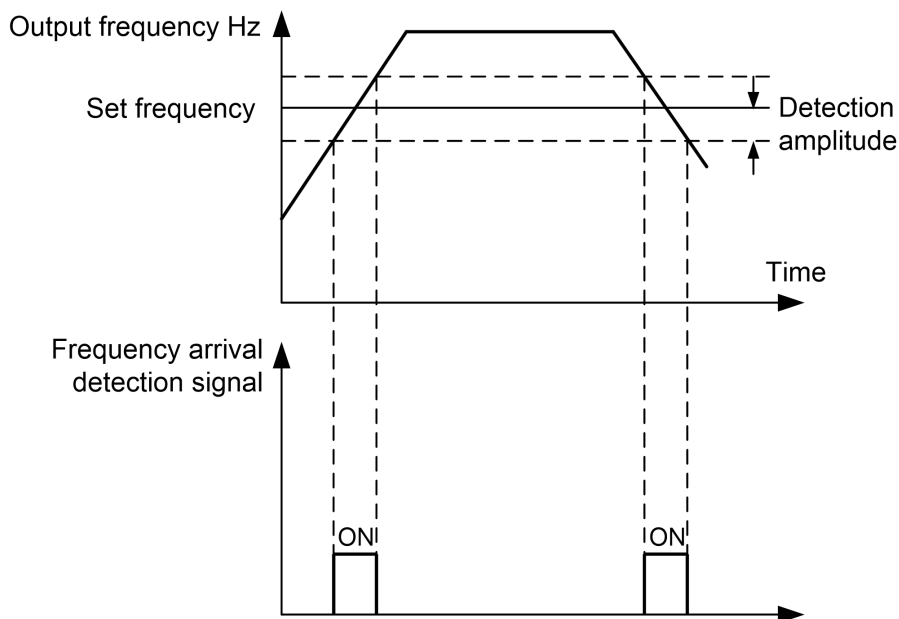 Output frequency Hz
Set frequency
Detection
amplitude
Time
Frequency arrival
detection signal
ON
ON